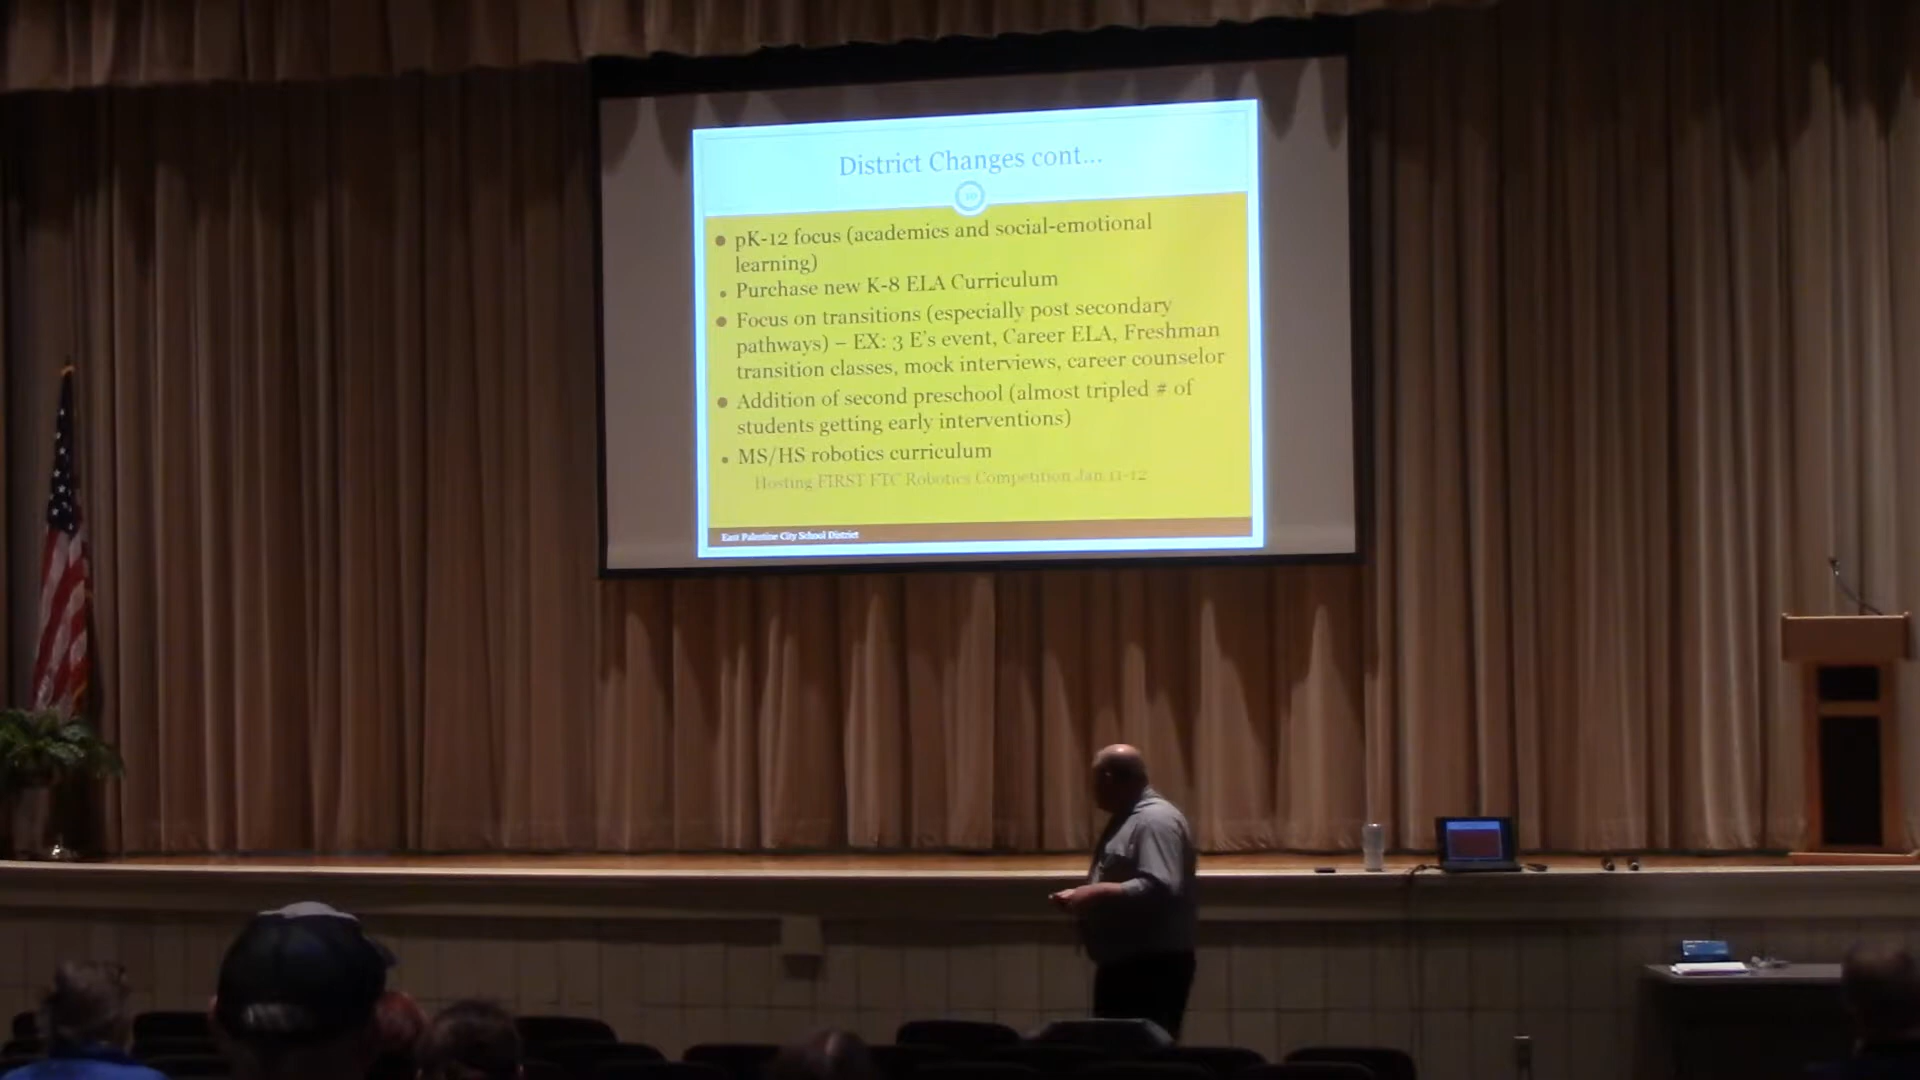 District Changes cont...
10
pK-12 focus (academics and social-emotional
learning)
Purchase new K-8 ELA Curriculum
Focus on transitions (especially post secondary
pathways) – EX: 3 E's event, Career ELA, Freshman
transition classes, mock interviews, career counselor
Addition of second preschool (almost tripled # of
students getting early interventions)
MS/HS robotics curriculum
Hosting FIRST FTC Robotics Competition Jan 11-12
East Palestine City School District